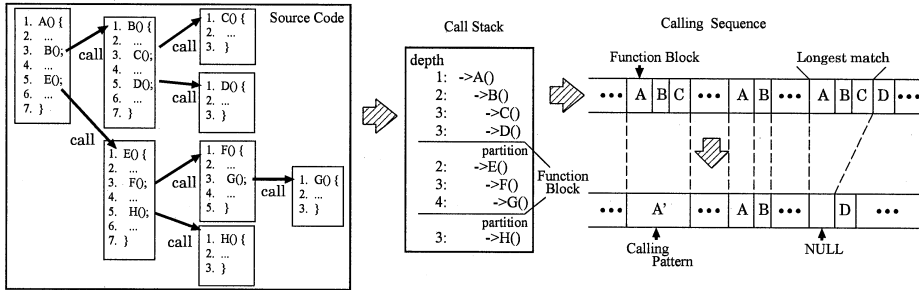 Source Code
1. A() {
2. ...
3. B();
4. ...
5. E();
6. ...
7. }
call
call
1. B() {
2. ...
3. C();
4. ...
5. D();
6. ...
7. }
call
call
1. C() {
2. ...
3. }
1. D() {
2. ...
3. }
1. E() {
2. ...
3. F();
4. ...
5. H();
6. ...
7. }
call
call
1. F() {
2. ...
3. G();
4. ...
5. }
call
1. G() {
2. ...
3. }
1. H() {
2. ...
3. }
Call Stack
depth
1: ->A()
2: ->B()
3: ->C()
3: ->D()
partition
2: ->E()
3: ->F()
4: ->G()
partition
3: ->H()
Function
Block
Calling Sequence
Function Block
Longest match
... A B C ... A B ... A B C D ...
... A' ... A B ... D ...
Calling
Pattern
NULL